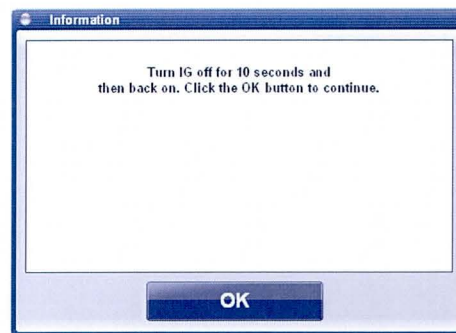 Information
Turn IG off for 10 seconds and
then back on. Click the OK button to continue.
OK